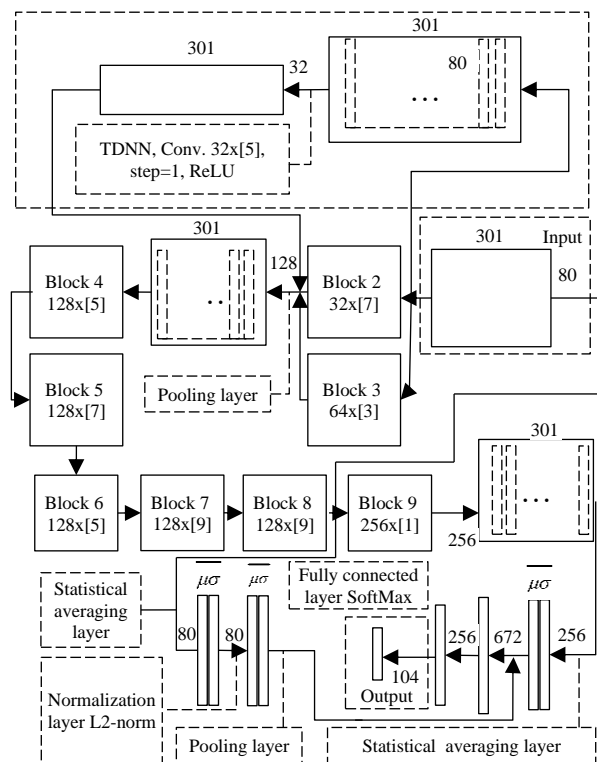 301
301
32
80
...
TDNN, Conv. 32x[5],
step=1, ReLU
301
301
Input
Block 4
128x[5]
..
128
Block 2
32x[7]
80
Block 5
128x[7]
Pooling layer
Block 3
64x[3]
301
Block 6
128x[5]
Block 7
128x[9]
Block 8
128x[9]
Block 9
256x[1]
...
256
Statistical
averaging
layer
μσ
μσ
Fully connected
layer SoftMax
μσ
80
80
256
672
256
104
Output
Normalization
layer L2-norm
Pooling layer
Statistical averaging layer